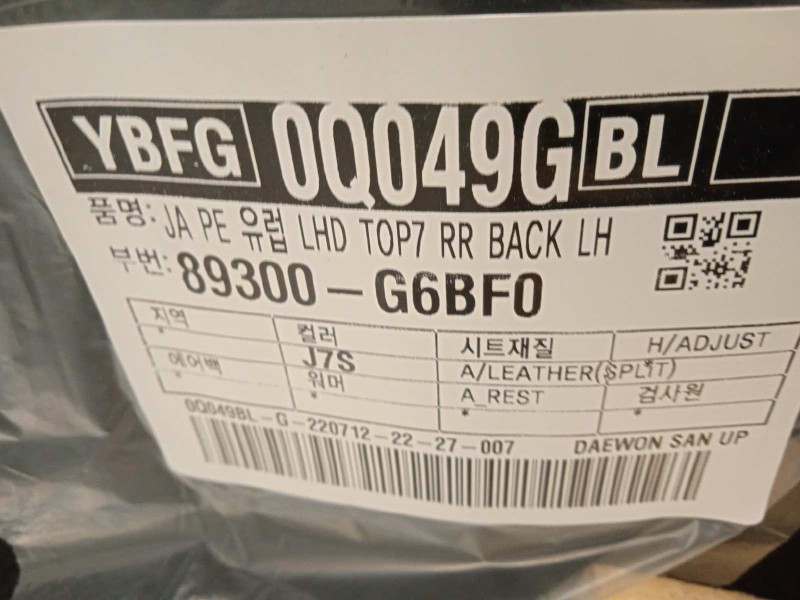 YBFG 0Q049G BL
품명: JA PE 유럽 LHD TOP7 RR BACK LH
부번: 89300-G6BF0
지역 컬러 시트재질 H/ADJUST
* J7S A/LEATHER(SPLIT) *
에어백 워머 A_REST 검사원
* * * *
0Q049BL-G-220712-22-27-007 DAEWON SAN UP